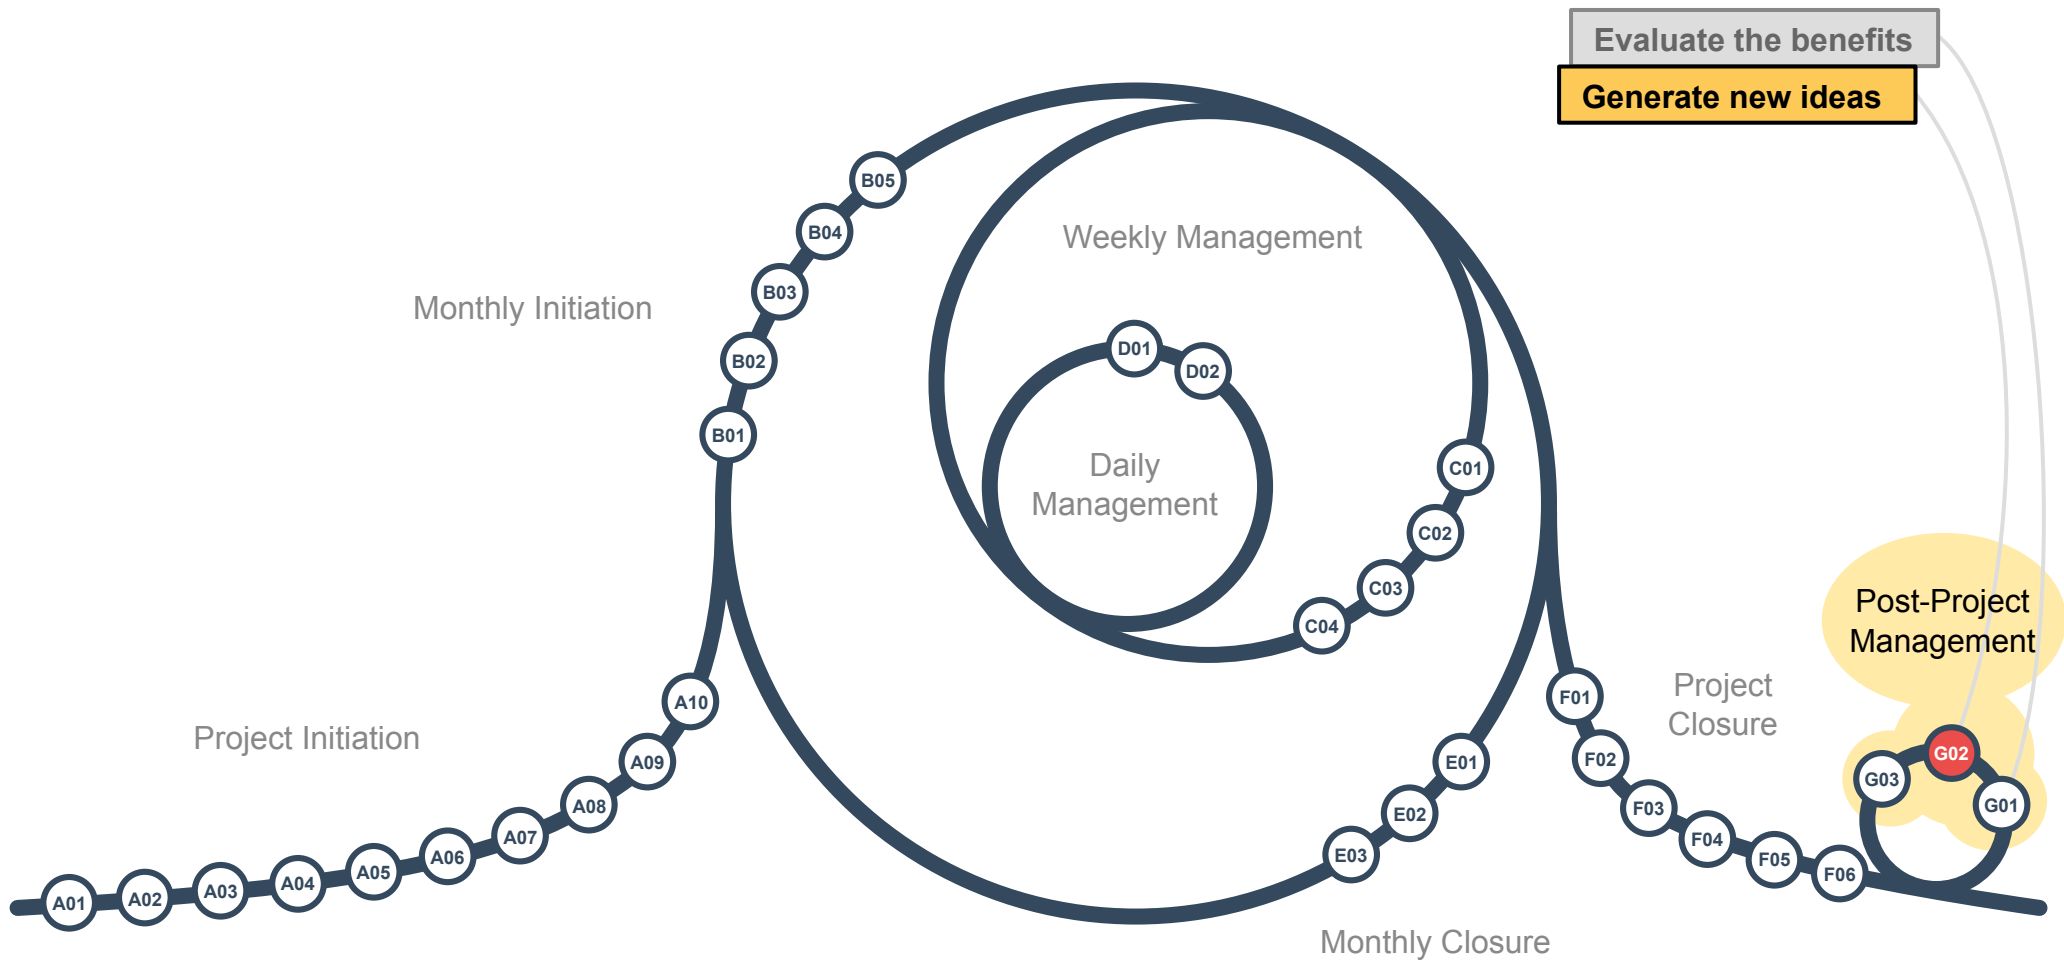 Evaluate the benefits
Generate new ideas
B05
B04
Weekly Management
B03
Monthly Initiation
B02
D01
D02
B01
C01
Daily
Management
C02
C03
C04
Post-Project
Management
A10
F01
Project
Closure
Project Initiation
A09
E01
F02
G02
G03
G01
A08
E02
F03
A07
F04
A06
E03
F05
A05
F06
A04
A03
A02
A01
Monthly Closure